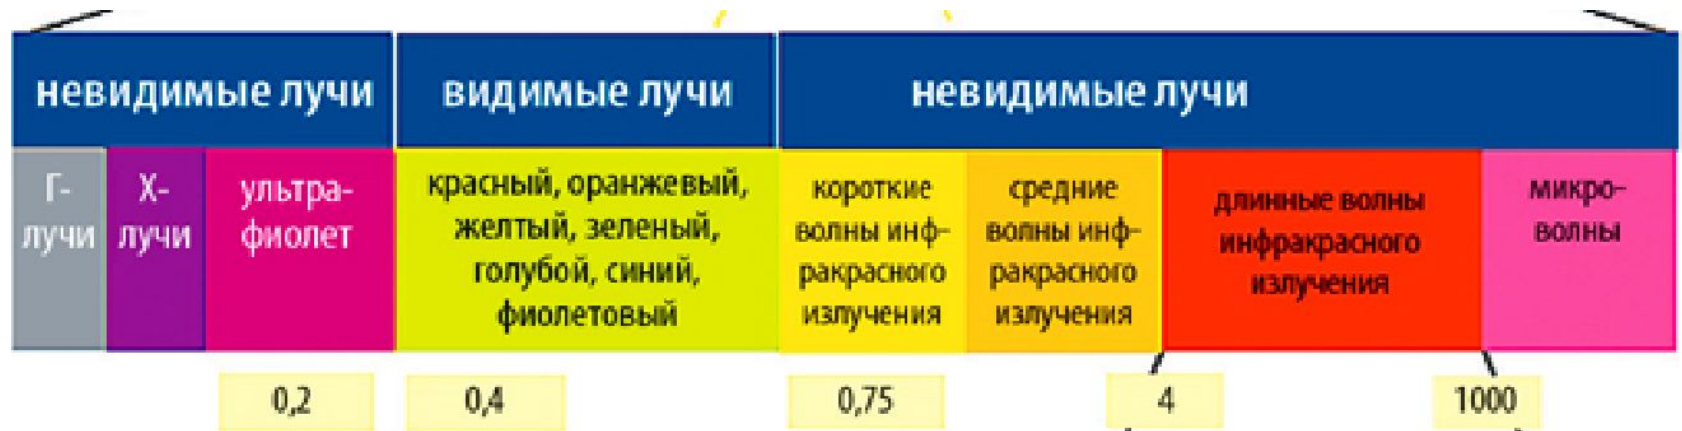 невидимые лучи
видимые лучи
невидимые лучи
Г-
лучи
Х-
лучи
ультра-
фиолет
красный, оранжевый,
желтый, зеленый,
голубой, синий,
фиолетовый
короткие
волны инф-
ракрасного
излучения
средние
волны инф-
ракрасного
излучения
длинные волны
инфракрасного
излучения
микро-
волны
0,2
0,4
0,75
4
1000